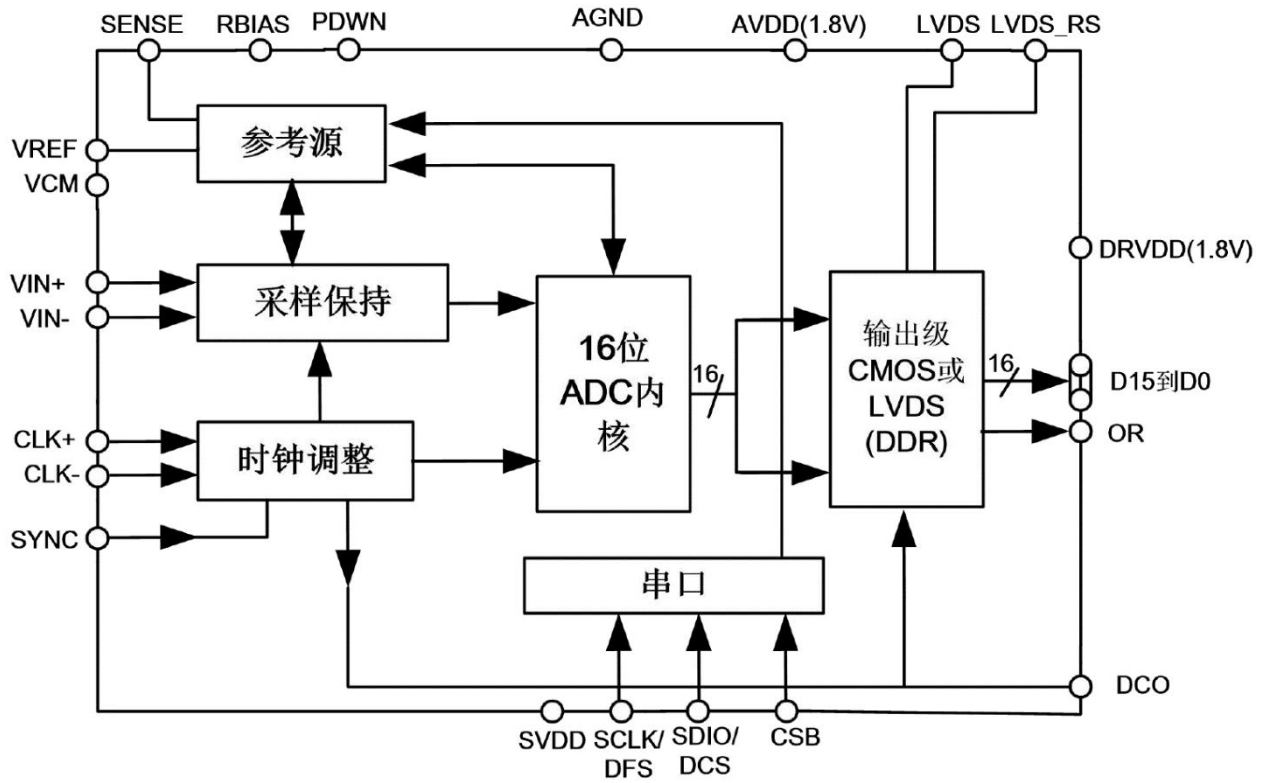 SENSE
RBIAS
PDWN
AGND
AVDD(1.8V)
LVDS
LVDS_RS
VREF
VCM
参考源
DRVDD(1.8V)
VIN+
VIN-
采样保持
16位
ADC内
核
16
输出级
CMOS或
LVDS
(DDR)
16
D15到D0
OR
CLK+
CLK-
时钟调整
SYNC
串口
DCO
SVDD
SCLK/
DFS
SDIO/
DCS
CSB